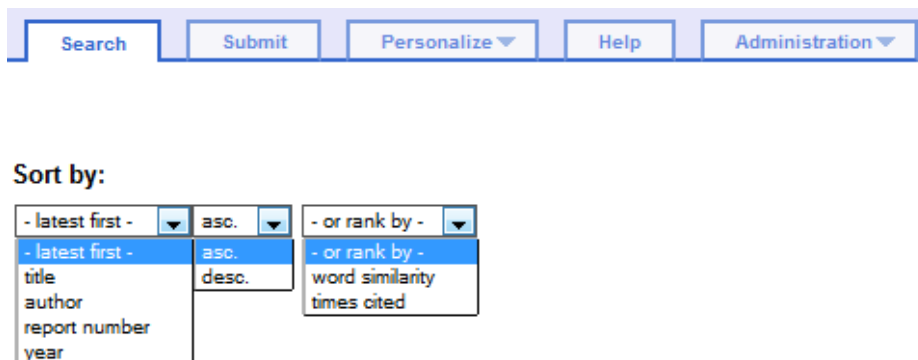 Search Submit Personalize Help Administration
Sort by:
- latest first - asc. - or rank by -
- latest first - asc. - or rank by -
title desc. word similarity
author times cited
report number
year